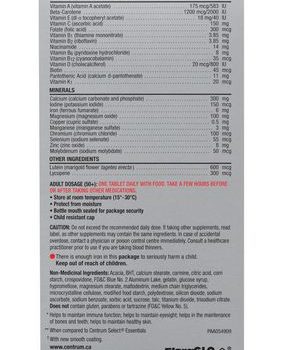 Vitamin A (vitamin A acetate) 175 mcg/583 IU
Beta-Carotene 1200 mcg/2000 IU
Vitamin E (dl-α tocopheryl acetate) 18 mg/40 IU
Vitamin C (ascorbic acid) 150 mg
Folate (folic acid) 300 mcg
Vitamin B₁ (thiamine mononitrate) 3.85 mg
Vitamin B₂ (riboflavin) 3.85 mg
Niacinamide 14 mg
Vitamin B₆ (pyridoxine hydrochloride) 8 mg
Vitamin B₁₂ (cyanocobalamin) 35 mcg
Vitamin D (cholecalciferol) 20 mcg/800 IU
Biotin 45 mcg
Pantothenic Acid (calcium d-pantothenate) 11 mg
Vitamin K₁ 20 mcg
MINERALS
Calcium (calcium carbonate and phosphate) 300 mg
Iodine (potassium iodide) 150 mcg
Iron (ferrous fumarate) 6 mg
Magnesium (magnesium oxide) 100 mg
Copper (cupric sulfate) 0.5 mg
Manganese (manganese sulfate) 3 mg
Chromium (chromium chloride) 100 mcg
Selenium (sodium selenate) 55 mcg
Zinc (zinc oxide) 8 mg
Molybdenum (sodium molybdate) 50 mcg
OTHER INGREDIENTS
Lutein (marigold flower tagetes erecta) 600 mcg
Lycopene 300 mcg
ADULT DOSAGE (50+): ONE TABLET DAILY WITH FOOD. TAKE A FEW HOURS BEFORE
OR AFTER TAKING OTHER MEDICATIONS.
• Store at room temperature (15°-30°C)
• Protect from moisture
• Bottle mouth sealed for package security
• Child resistant cap
CAUTION: Do not exceed the recommended daily dose. If taking other supplements, read
label, as other supplements may contain the same ingredients. In case of accidental
overdose, contact a physician or poison control centre immediately. Consult a healthcare
practitioner prior to use if you are taking blood thinners.
There is enough iron in this package to seriously harm a child.
Keep out of reach of children.
Non-Medicinal Ingredients: Acacia, BHT, calcium stearate, carmine, citric acid, corn
starch, crospovidone, FD&C Blue No. 2 Aluminum Lake, gelatin, glucose syrup,
hypromellose, magnesium stearate, maltodextrin, medium chain triglycerides,
microcrystalline cellulose, modified food starch, polydextrose, silicon dioxide, sodium
ascorbate, sodium benzoate, sorbic acid, sucrose, talc, titanium dioxide, tribasic
Does not contain gluten, parabens or tartrazine (FD&C Yellow No. 5).
* Helps to maintain immune function; helps to maintain eyesight; helps in the maintenance
of bones and teeth; helps to maintain healthy skin.
** When compared to Centrum Select® Essentials. PAA054909
† With new smooth coating.
www.centrum.ca